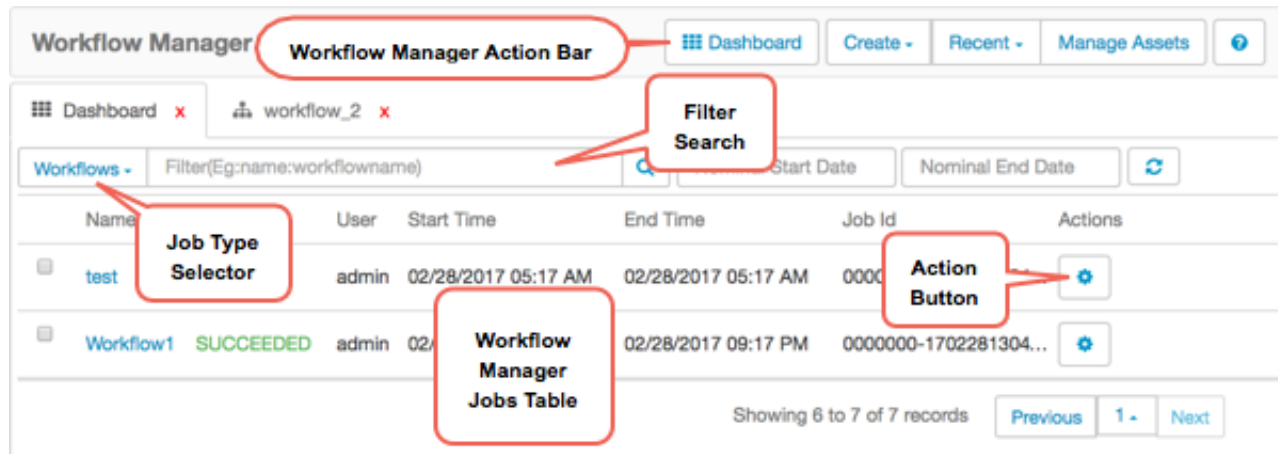 Workflow Manager
Workflow Manager Action Bar
Dashboard
Create
Recent
Manage Assets
Dashboard x
workflow_2 x
Filter
Search
Workflows
Filter(Eg:name:workflowname)
Start Date
Nominal End Date
Name
User
Start Time
End Time
Job Id
Actions
Job Type
Selector
test
admin
02/28/2017 05:17 AM
02/28/2017 05:17 AM
Action
Button
Workflow1
SUCCEEDED
admin
02/
02/28/2017 09:17 PM
0000000-1702281304...
Workflow
Manager
Jobs Table
Showing 6 to 7 of 7 records
Previous
1
Next